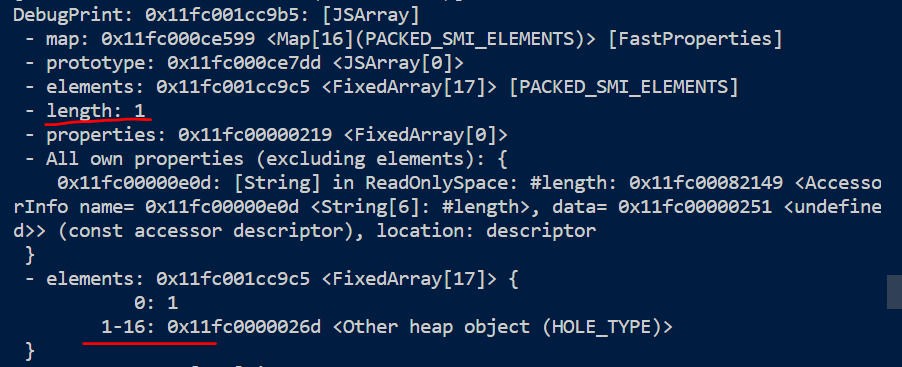 DebugPrint: 0x11fc001cc9b5: [JSArray]
- map: 0x11fc000ce599 <Map[16](PACKED_SMI_ELEMENTS)> [FastProperties]
- prototype: 0x11fc000ce7dd <JSArray[0]>
- elements: 0x11fc001cc9c5 <FixedArray[17]> [PACKED_SMI_ELEMENTS]
- length: 1
- properties: 0x11fc00000219 <FixedArray[0]>
- All own properties (excluding elements): {
0x11fc00000e0d: [String] in ReadOnlySpace: #length: 0x11fc00082149 <Accesso
rInfo name= 0x11fc00000e0d <String[6]: #length>, data= 0x11fc00000251 <undefine
d>> (const accessor descriptor), location: descriptor
}
- elements: 0x11fc001cc9c5 <FixedArray[17]> {
0: 1
1-16: 0x11fc0000026d <Other heap object (HOLE_TYPE)>
}